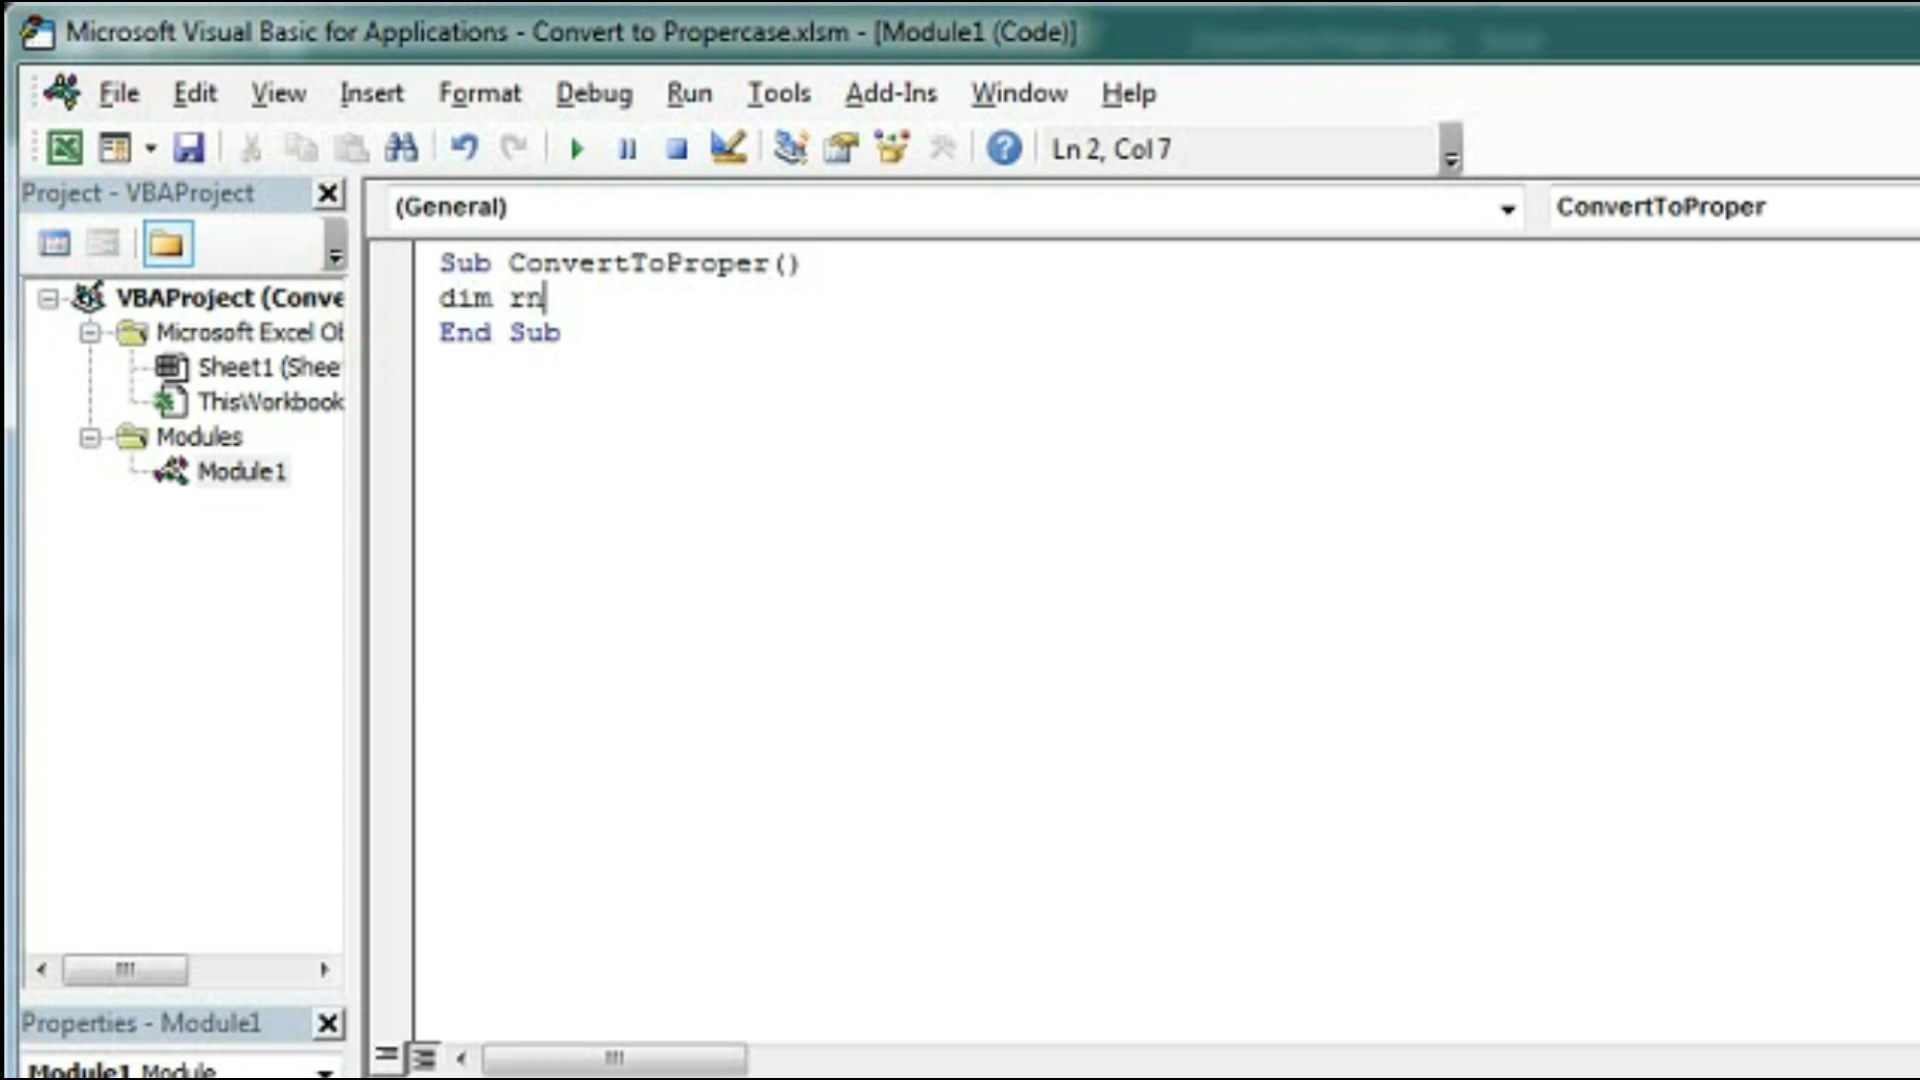 Microsoft Visual Basic for Applications - Convert to Propercase.xlsm - [Module1 (Code)]
File Edit View Insert Format Debug Run Tools Add-Ins Window Help
Ln 2, Col 7
Project - VBAProject
(General)
ConvertToProper
Sub ConvertToProper()
dim rn
End Sub
VBAProject (Conve
Microsoft Excel Ob
Sheet1 (Shee
ThisWorkbook
Modules
Module1
Properties - Module1
Module1 Module